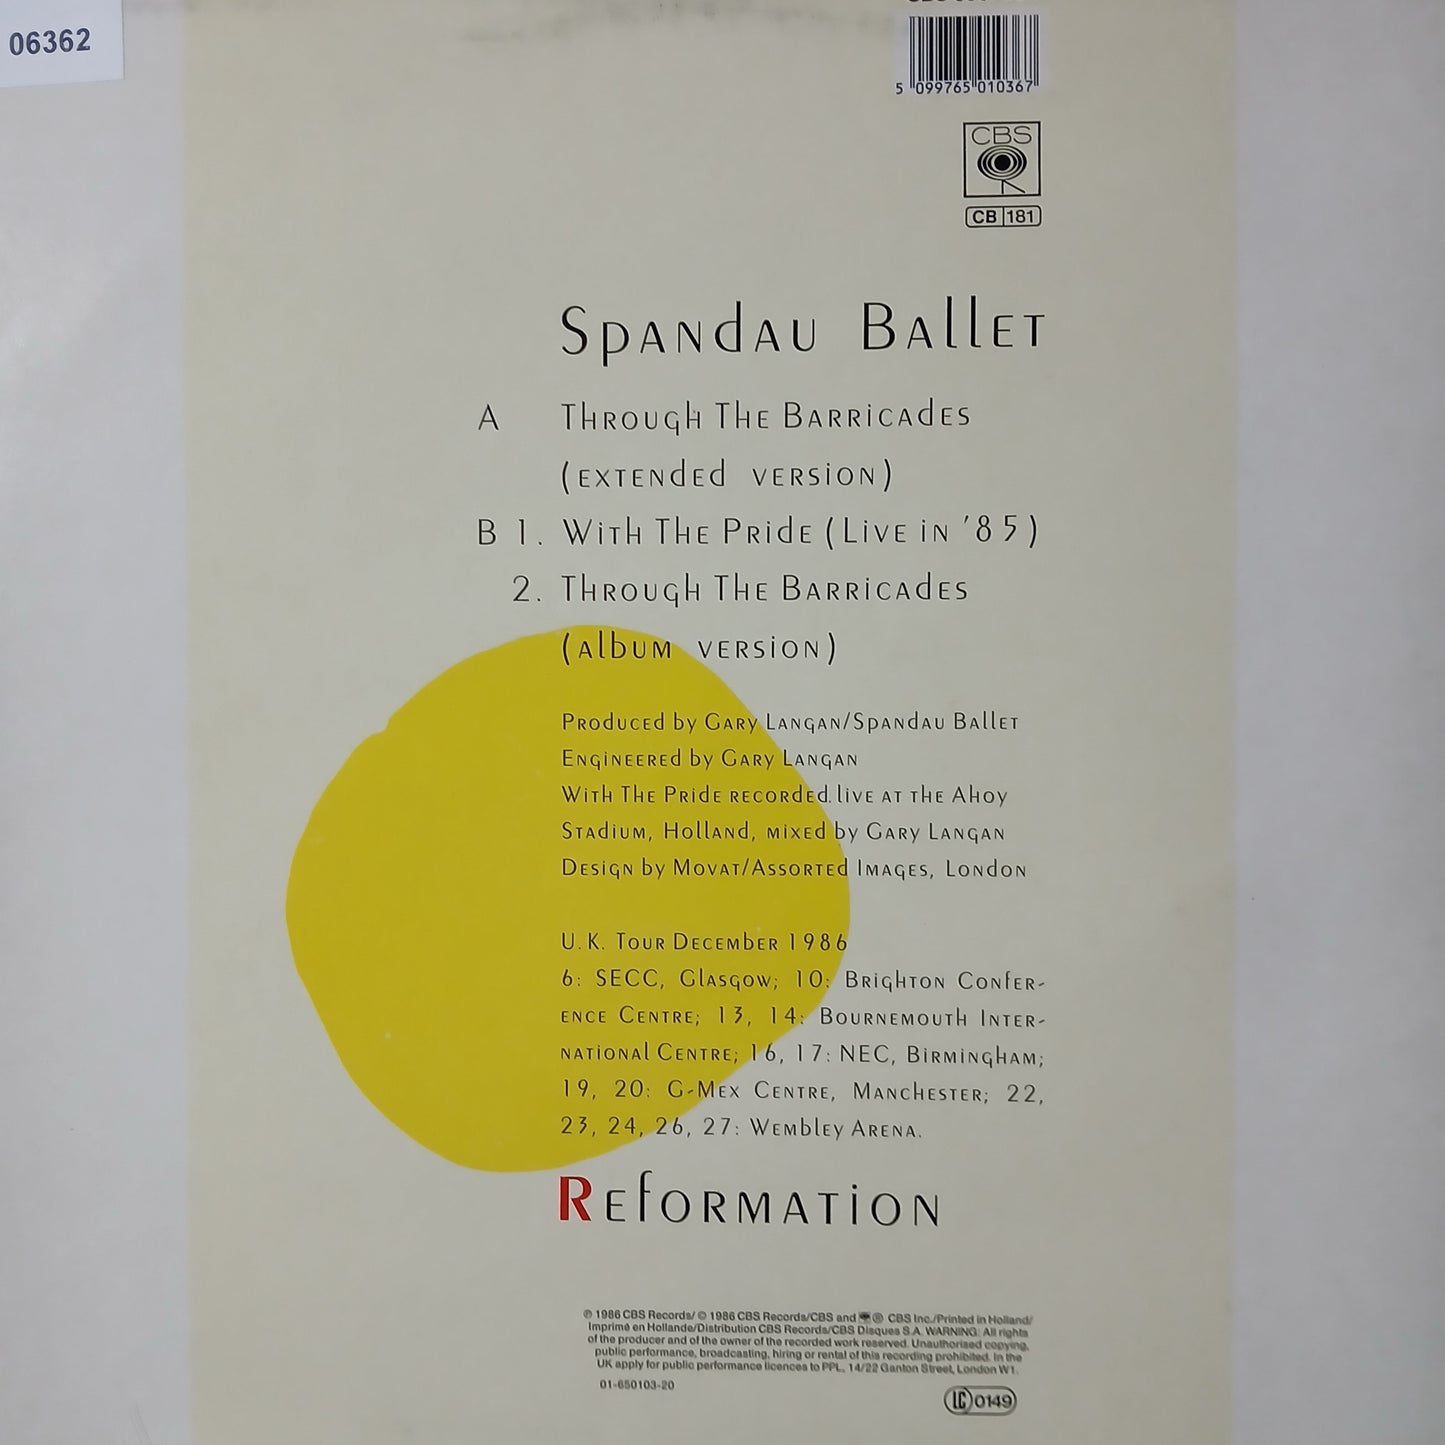 06362
5 099765 010367
CBS
CB 181
Spandau Ballet
A Through The Barricades
(extended version)
B 1. With The Pride (Live in '85)
2. Through The Barricades
(album version)
Produced by Gary Langan/Spandau Ballet
Engineered by Gary Langan
With The Pride recorded live at the Ahoy
Stadium, Holland, mixed by Gary Langan
Design by Movat/Assorted Images, London
U.K. Tour December 1986
6: SECC, Glasgow; 10: Brighton Confer-
ence Centre; 13, 14: Bournemouth Inter-
national Centre; 16, 17: NEC, Birmingham;
19, 20: G-Mex Centre, Manchester; 22,
23, 24, 26, 27: Wembley Arena.
Reformation
℗ 1986 CBS Records/ © 1986 CBS Records/CBS and ® CBS Inc./Printed in Holland/
Imprimé en Hollande/Distribution CBS Records/CBS Disques S.A. WARNING: All rights
of the producer and of the owner of the recorded work reserved. Unauthorised copying,
public performance, broadcasting, hiring or rental of this recording prohibited. In the
UK apply for public performance licences to PPL, 14/22 Ganton Street, London W1.
01-650103-20
LC 0149